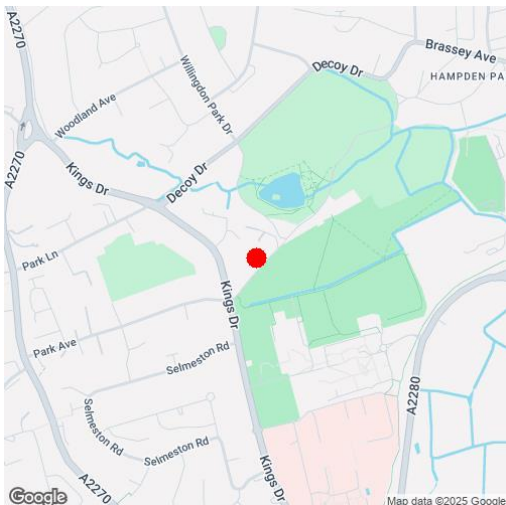 A2270
Brassey Ave
Decoy Dr
HAMPDEN PA
Willingdon Park Dr
Woodland Ave
A2270
Kings Dr
Decoy Dr
Park Ln
Kings Dr
Park Ave
Selmeston Rd
A2280
Selmeston Rd
Selmeston Rd
A2270
Kings Dr
Google
Map data ©2025 Google